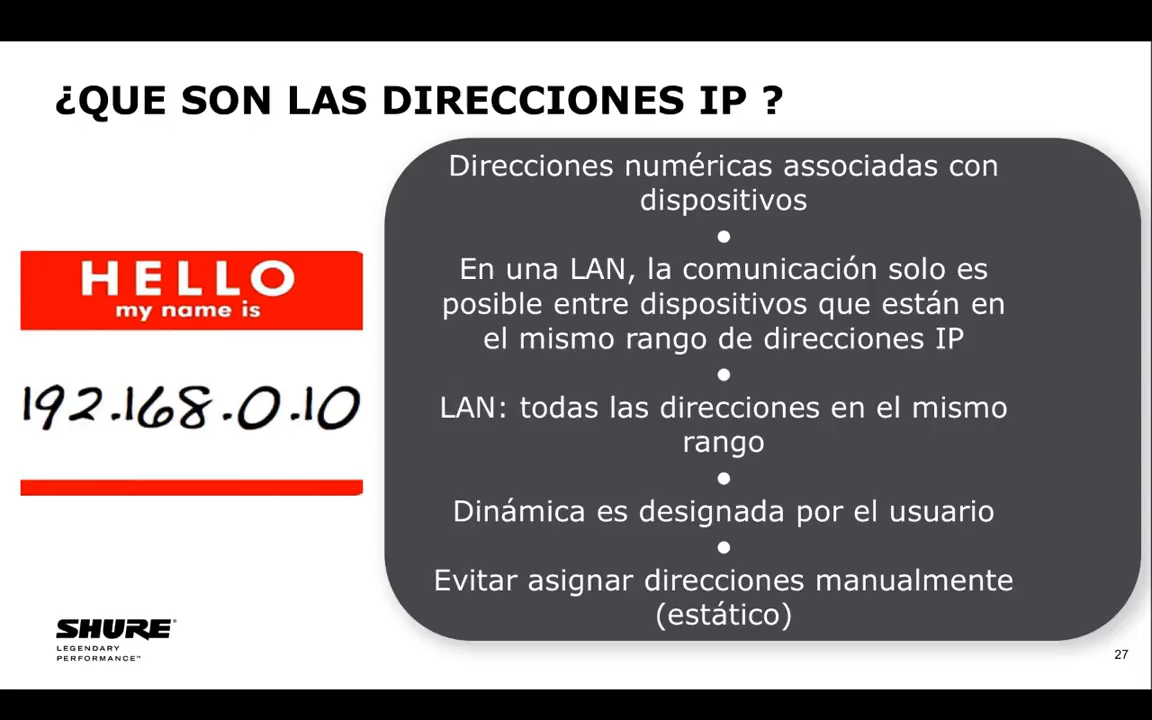 ¿QUE SON LAS DIRECCIONES IP ?
HELLO
my name is
192.168.0.10
Direcciones numéricas associadas con
dispositivos
•
En una LAN, la comunicación solo es
posible entre dispositivos que están en
el mismo rango de direcciones IP
•
LAN: todas las direcciones en el mismo
rango
•
Dinámica es designada por el usuario
•
Evitar asignar direcciones manualmente
(estático)
SHURE
LEGENDARY
PERFORMANCE™
27